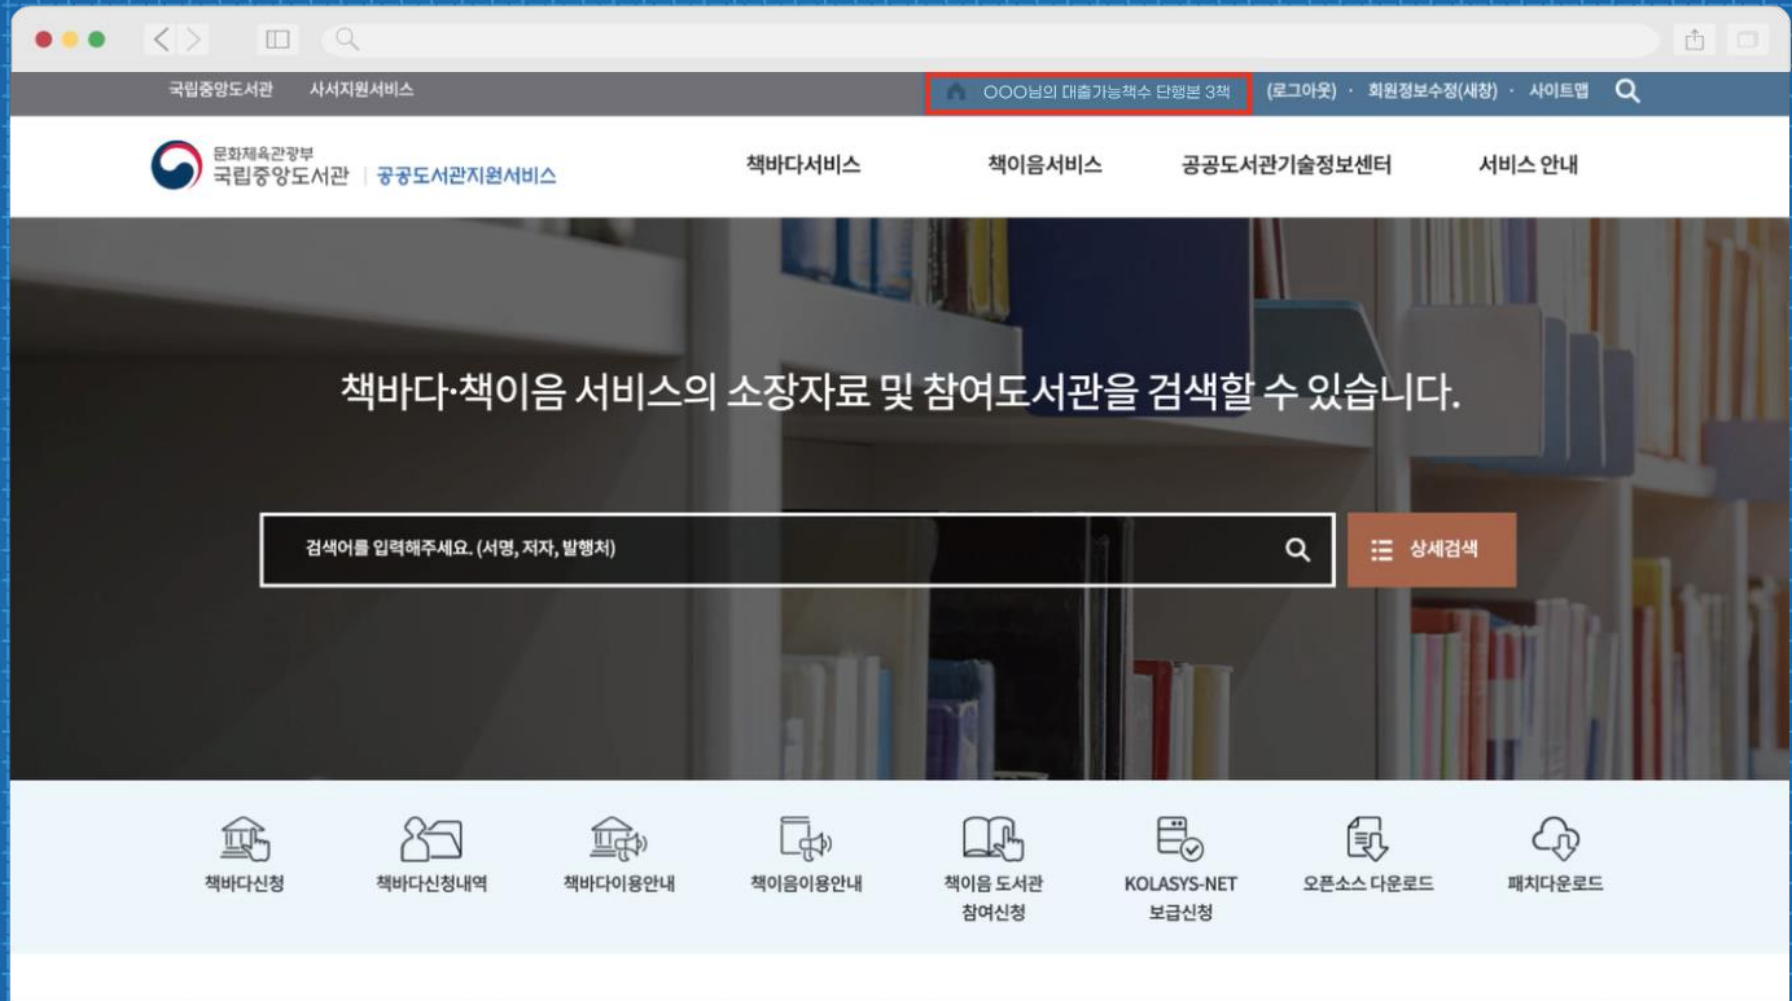 국립중앙도서관 사서지원서비스 OOO님의 대출가능책수 단행본 3책 (로그아웃) · 회원정보수정(새창) · 사이트맵
문화체육관광부
국립중앙도서관 | 공공도서관지원서비스
책바다서비스 책이음서비스 공공도서관기술정보센터 서비스 안내
책바다·책이음 서비스의 소장자료 및 참여도서관을 검색할 수 있습니다.
검색어를 입력해주세요. (서명, 저자, 발행처) 상세검색
책바다신청 책바다신청내역 책바다이용안내 책이음이용안내 책이음 도서관 KOLASYS-NET 오픈소스 다운로드 패치다운로드
참여신청 보급신청